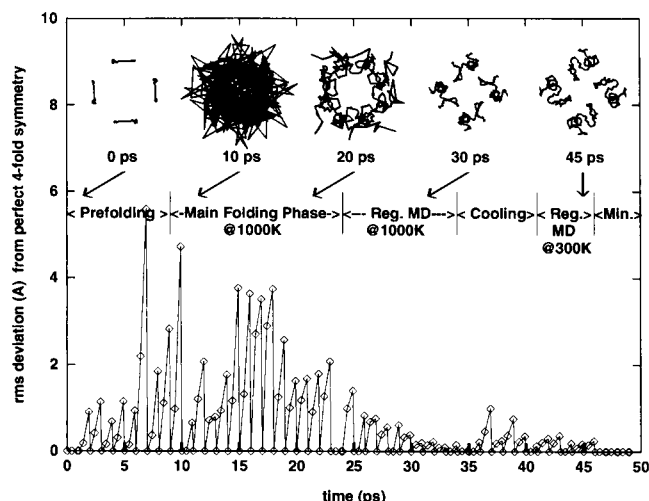 rms deviation (A) from perfect 4-fold symmetry
10
8
6
4
2
0
0 ps
10 ps
20 ps
30 ps
45 ps
< Prefolding > <-Main Folding Phase-> <--- Reg. MD---> < Cooling> < Reg. > < Min. >
@1000K @1000K MD
@300K
0 5 10 15 20 25 30 35 40 45 50
time (ps)